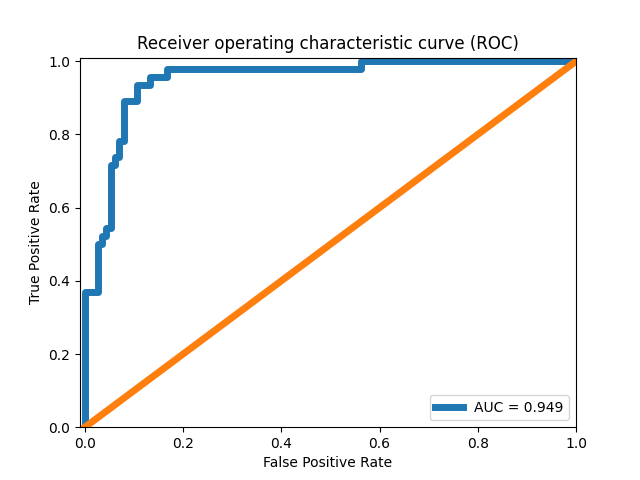 Receiver operating characteristic curve (ROC)
True Positive Rate
1.0
0.8
0.6
0.4
0.2
0.0
AUC = 0.949
0.0 0.2 0.4 0.6 0.8 1.0
False Positive Rate